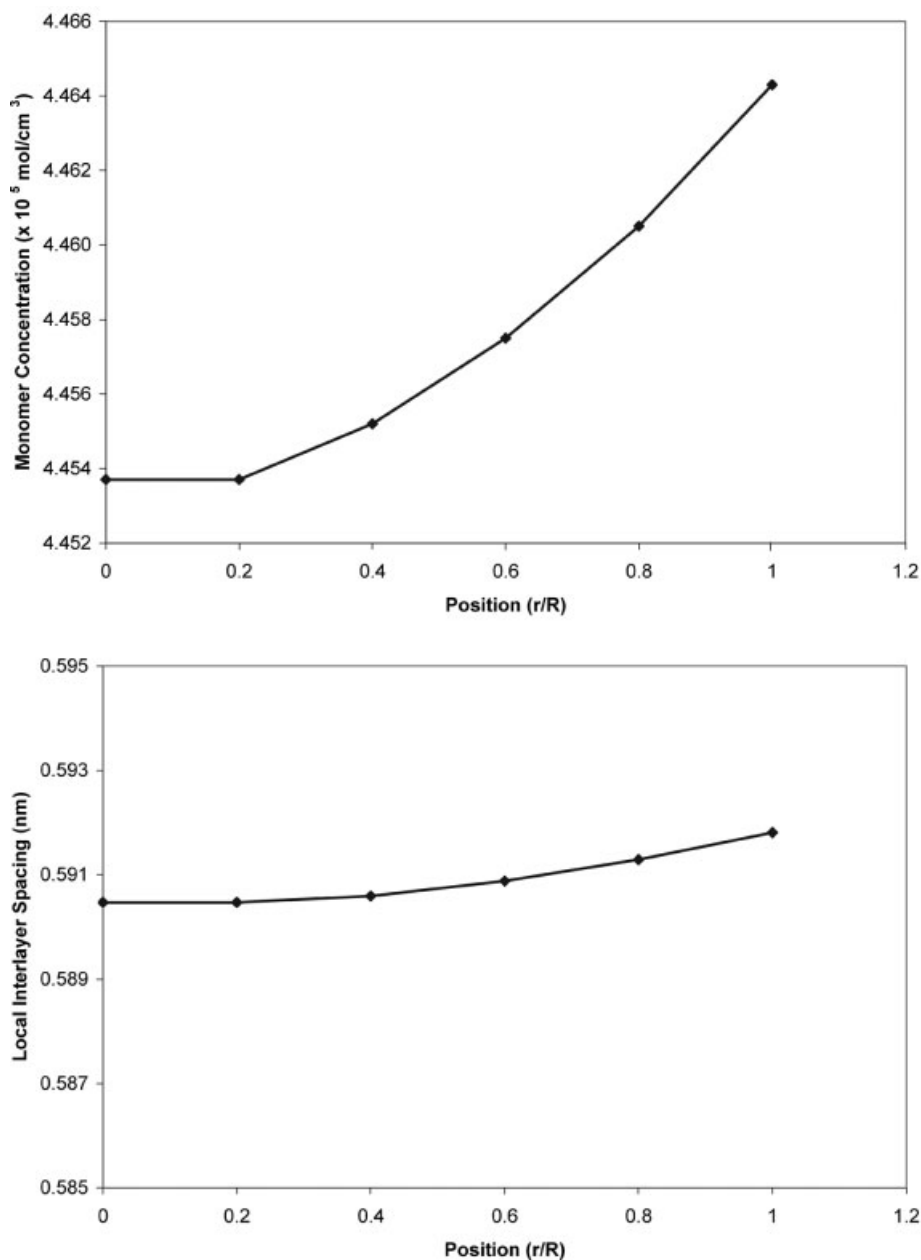 4.466
4.464
4.462
4.460
4.458
4.456
4.454
4.452
Monomer Concentration (x 10 ⁵ mol/cm ³)
0 0.2 0.4 0.6 0.8 1 1.2
Position (r/R)
0.595
0.593
0.591
0.589
0.587
0.585
Local Interlayer Spacing (nm)
0 0.2 0.4 0.6 0.8 1 1.2
Position (r/R)